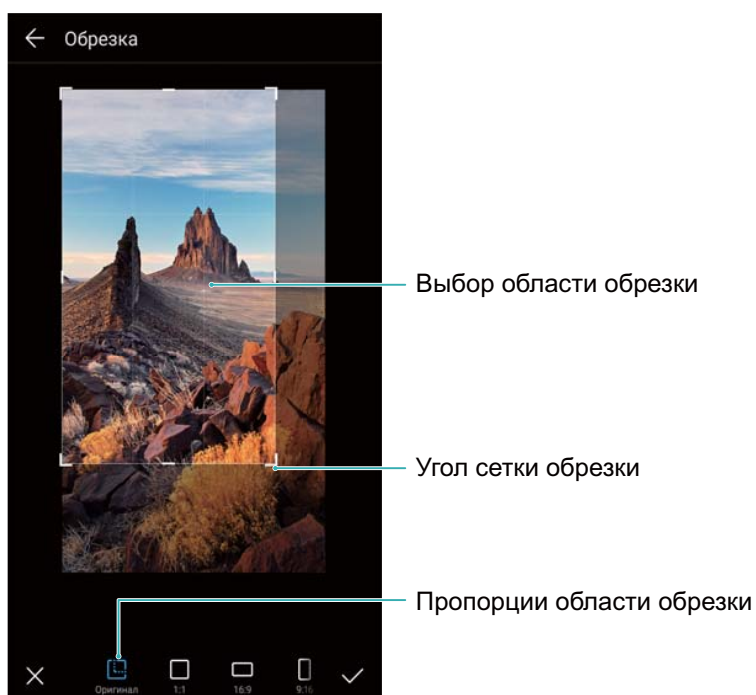 Обрезка
Выбор области обрезки
Угол сетки обрезки
Пропорции области обрезки
Оригинал 1:1 16:9 9:16